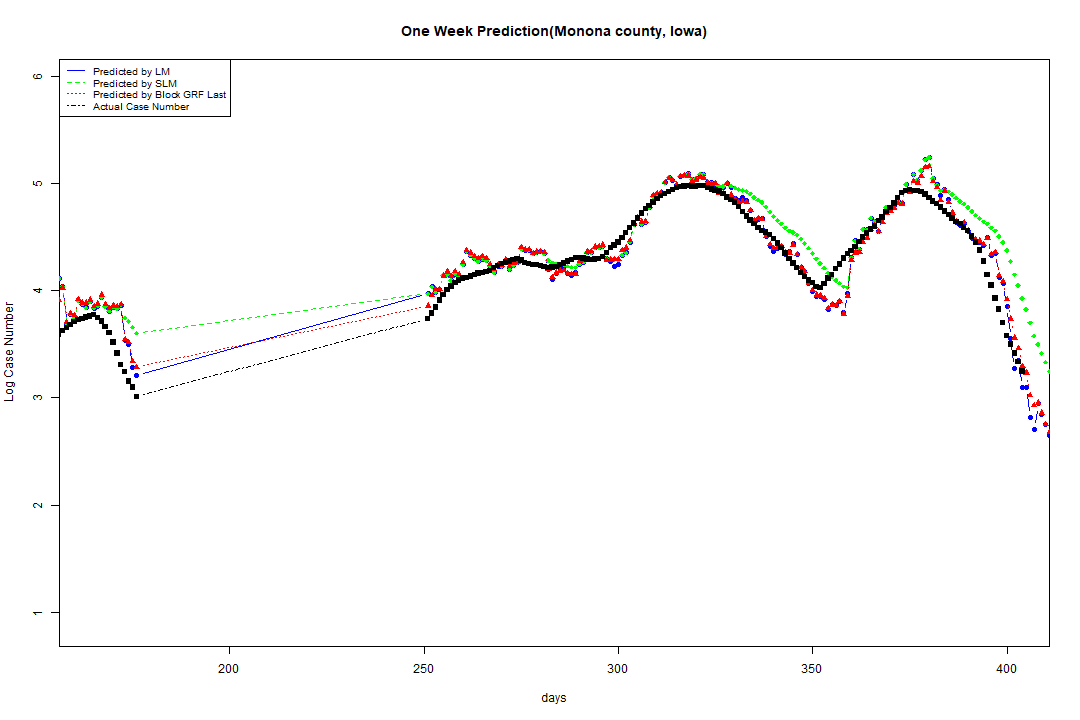 One Week Prediction(Monona county, Iowa)
Predicted by LM
Predicted by SLM
Predicted by Block GRF Last
Actual Case Number
6
5
4
3
2
1
Log Case Number
200 250 300 350 400
days